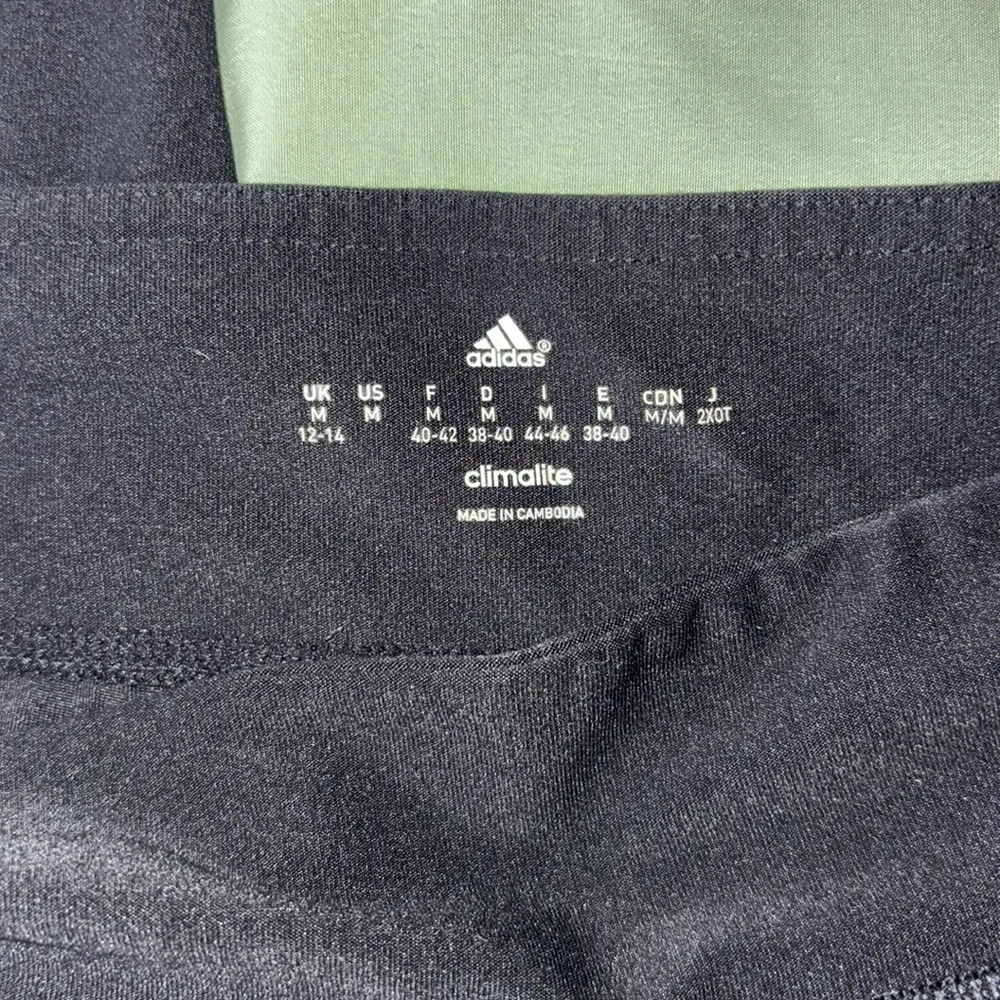 adidas®
UK US F D I E CDN J
M M M M M M M/M 2XOT
12-14 40-42 38-40 44-46 38-40
climalite
MADE IN CAMBODIA